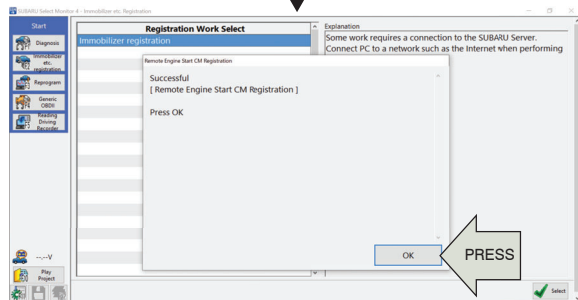 SUBARU Select Monitor 4 - Immobilizer etc. Registration
Start
Diagnosis
Immobilizer
etc.
registration
Reprogram
Generic
OBDII
Reading
Driving
Recorder
--.--V
Play
Project
Registration Work Select
Immobilizer registration
Explanation
Some work requires a connection to the SUBARU Server.
Connect PC to a network such as the Internet when performing
Remote Engine Start CM Registration
Successful
[ Remote Engine Start CM Registration ]
Press OK
OK
PRESS
Select